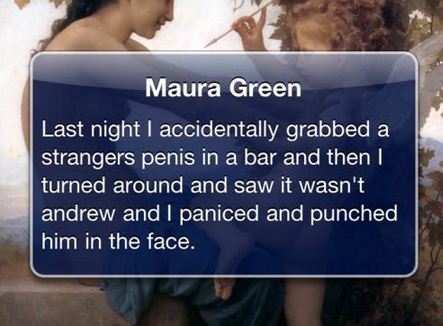 Maura Green
Last night I accidentally grabbed a
strangers penis in a bar and then I
turned around and saw it wasn't
andrew and I paniced and punched
him in the face.